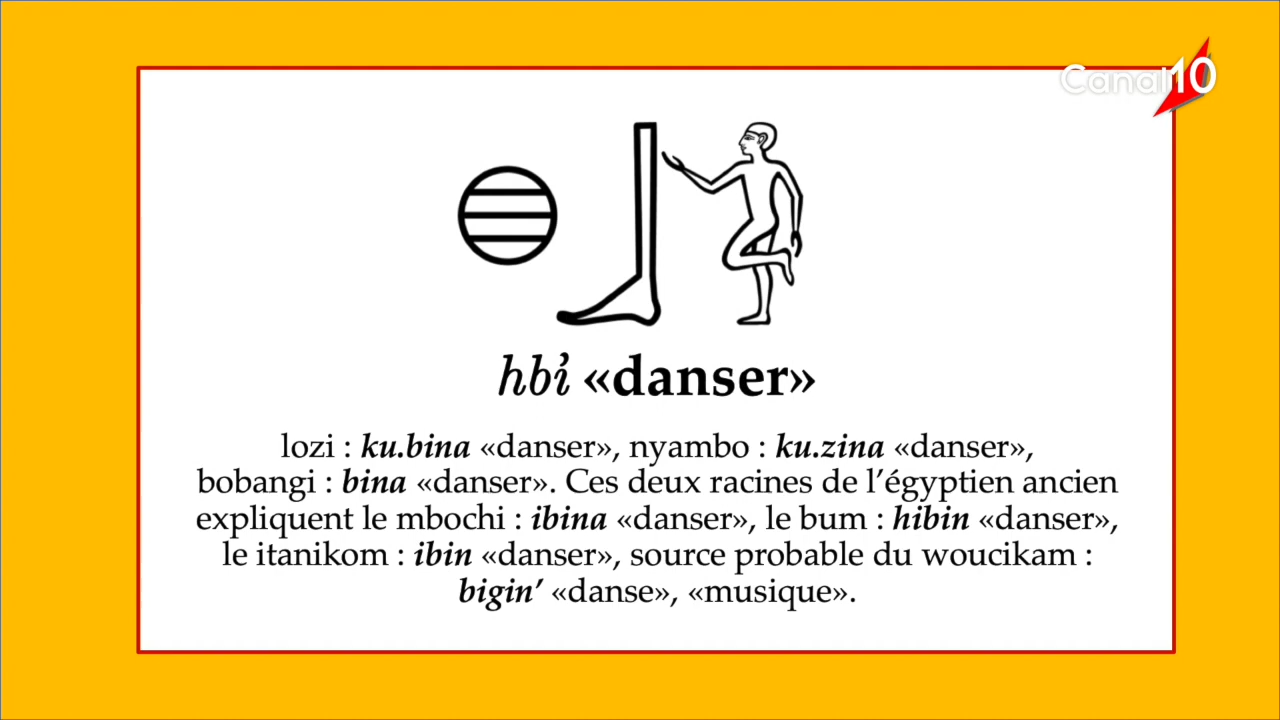 Canal10
𓐍𓃀𓀠
hbỉ «danser»
lozi : ku.bina «danser», nyambo : ku.zina «danser»,
bobangi : bina «danser». Ces deux racines de l’égyptien ancien
expliquent le mbochi : ibina «danser», le bum : hibin «danser»,
le itanikom : ibin «danser», source probable du woucikam :
bigin’ «danse», «musique».